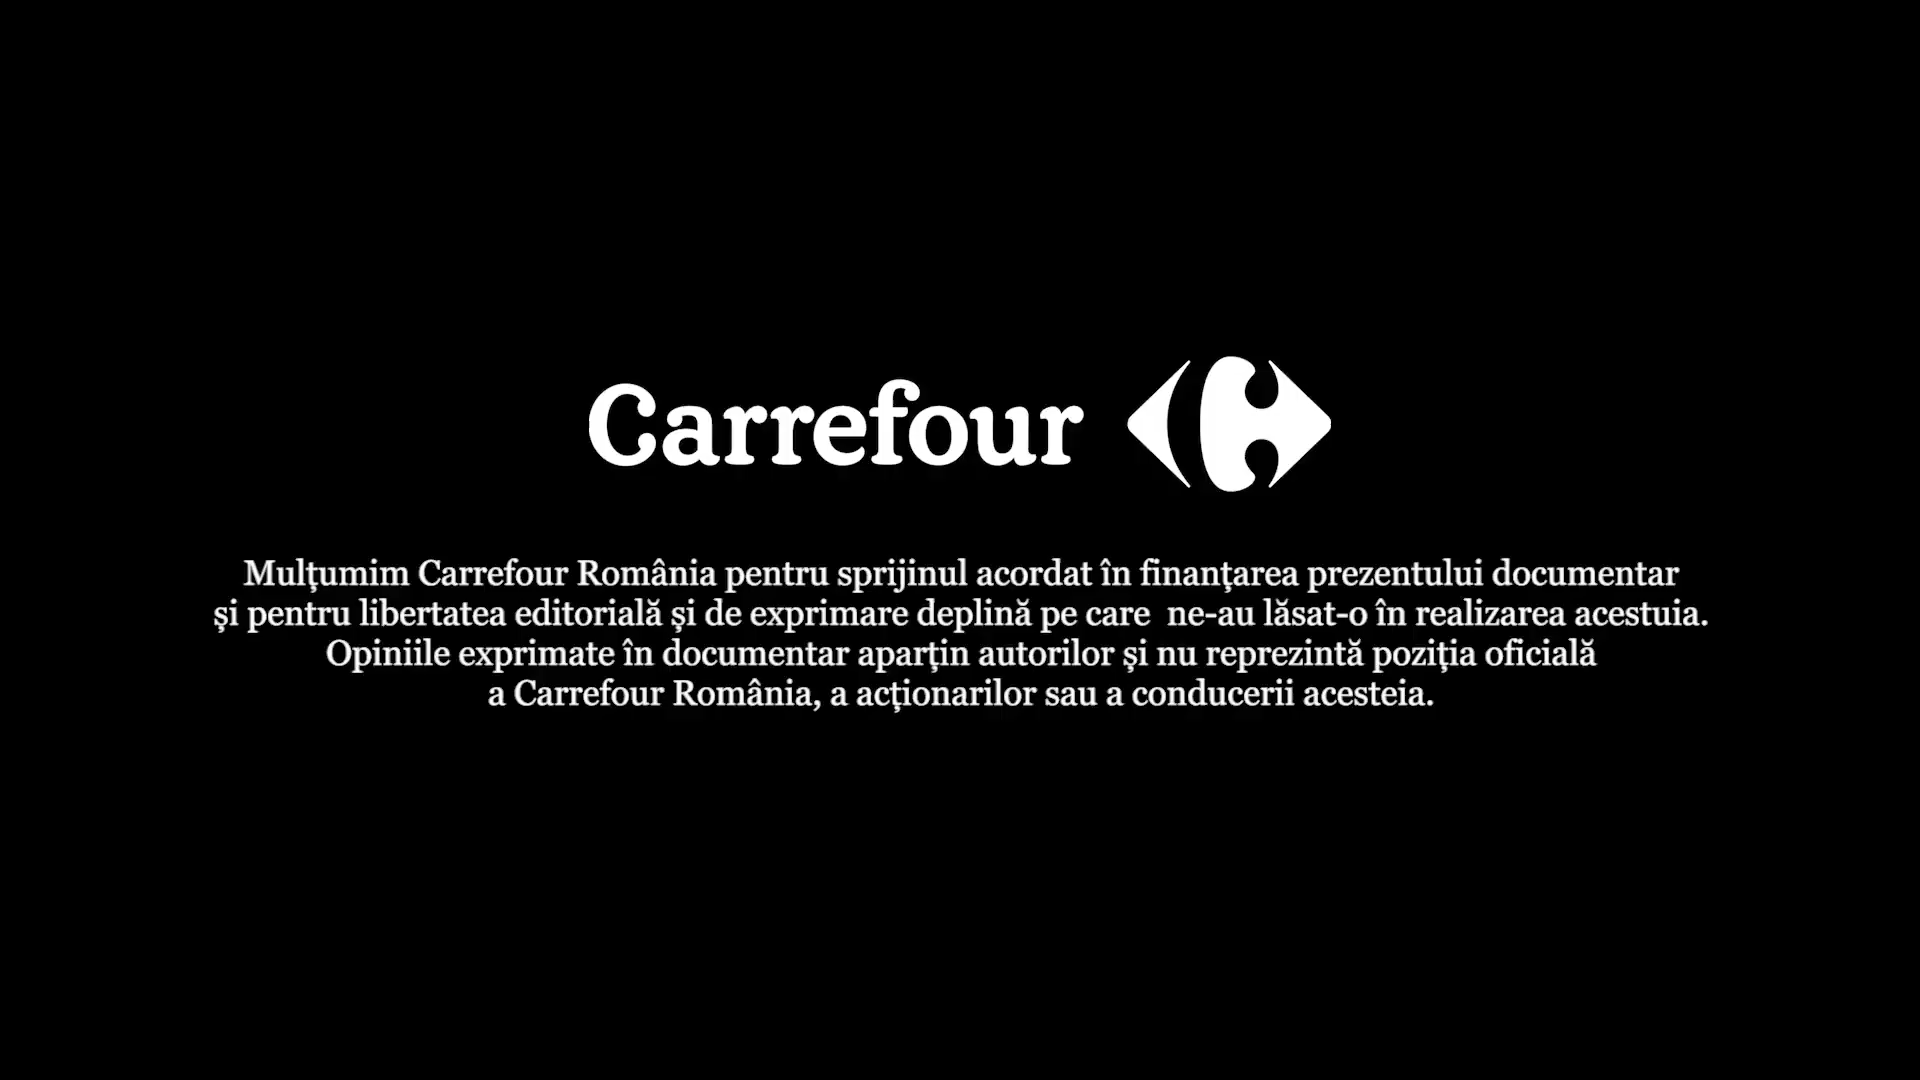 Carrefour
Mulțumim Carrefour România pentru sprijinul acordat în finanțarea prezentului documentar
și pentru libertatea editorială și de exprimare deplină pe care  ne-au lăsat-o în realizarea acestuia.
Opiniile exprimate în documentar aparțin autorilor și nu reprezintă poziția oficială
a Carrefour România, a acționarilor sau a conducerii acesteia.